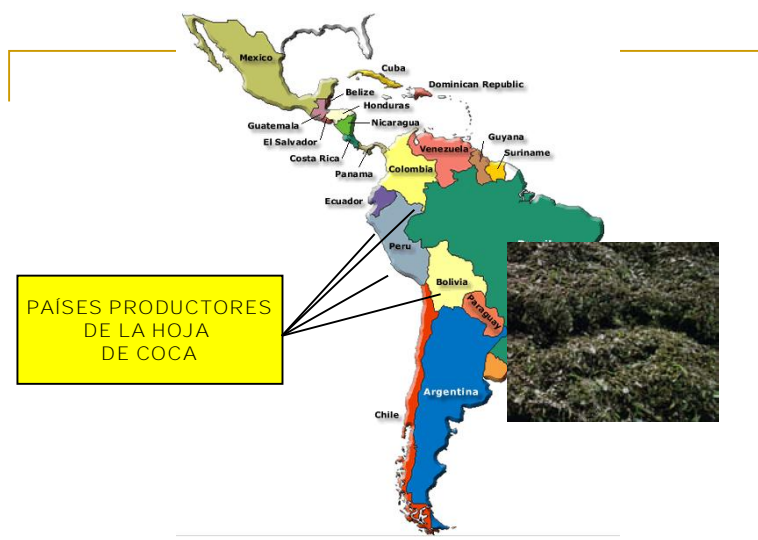 Mexico
Cuba
Dominican Republic
Belize
Honduras
Guatemala
Nicaragua
El Salvador
Costa Rica
Panama
Guyana
Venezuela
Suriname
Colombia
Ecuador
Peru
Bolivia
PAÍSES PRODUCTORES
DE LA HOJA
DE COCA
Paraguay
Argentina
Chile